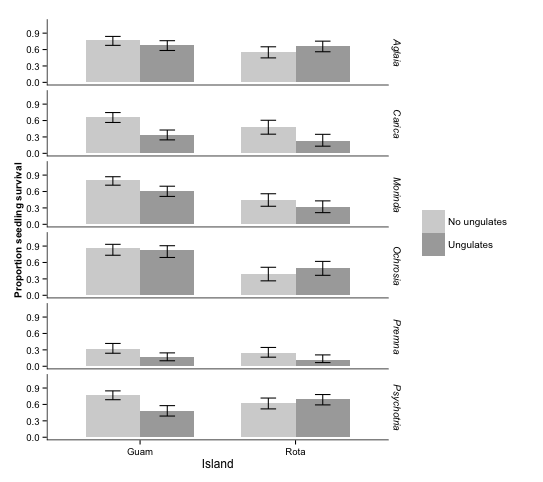 0.9
0.6
0.3
0.0
Aglaia
0.9
0.6
0.3
0.0
Carica
0.9
0.6
0.3
0.0
Morinda
0.9
0.6
0.3
0.0
Ochrosia
0.9
0.6
0.3
0.0
Premna
0.9
0.6
0.3
0.0
Psychotria
Proportion seedling survival
Guam
Rota
Island
No ungulates
Ungulates